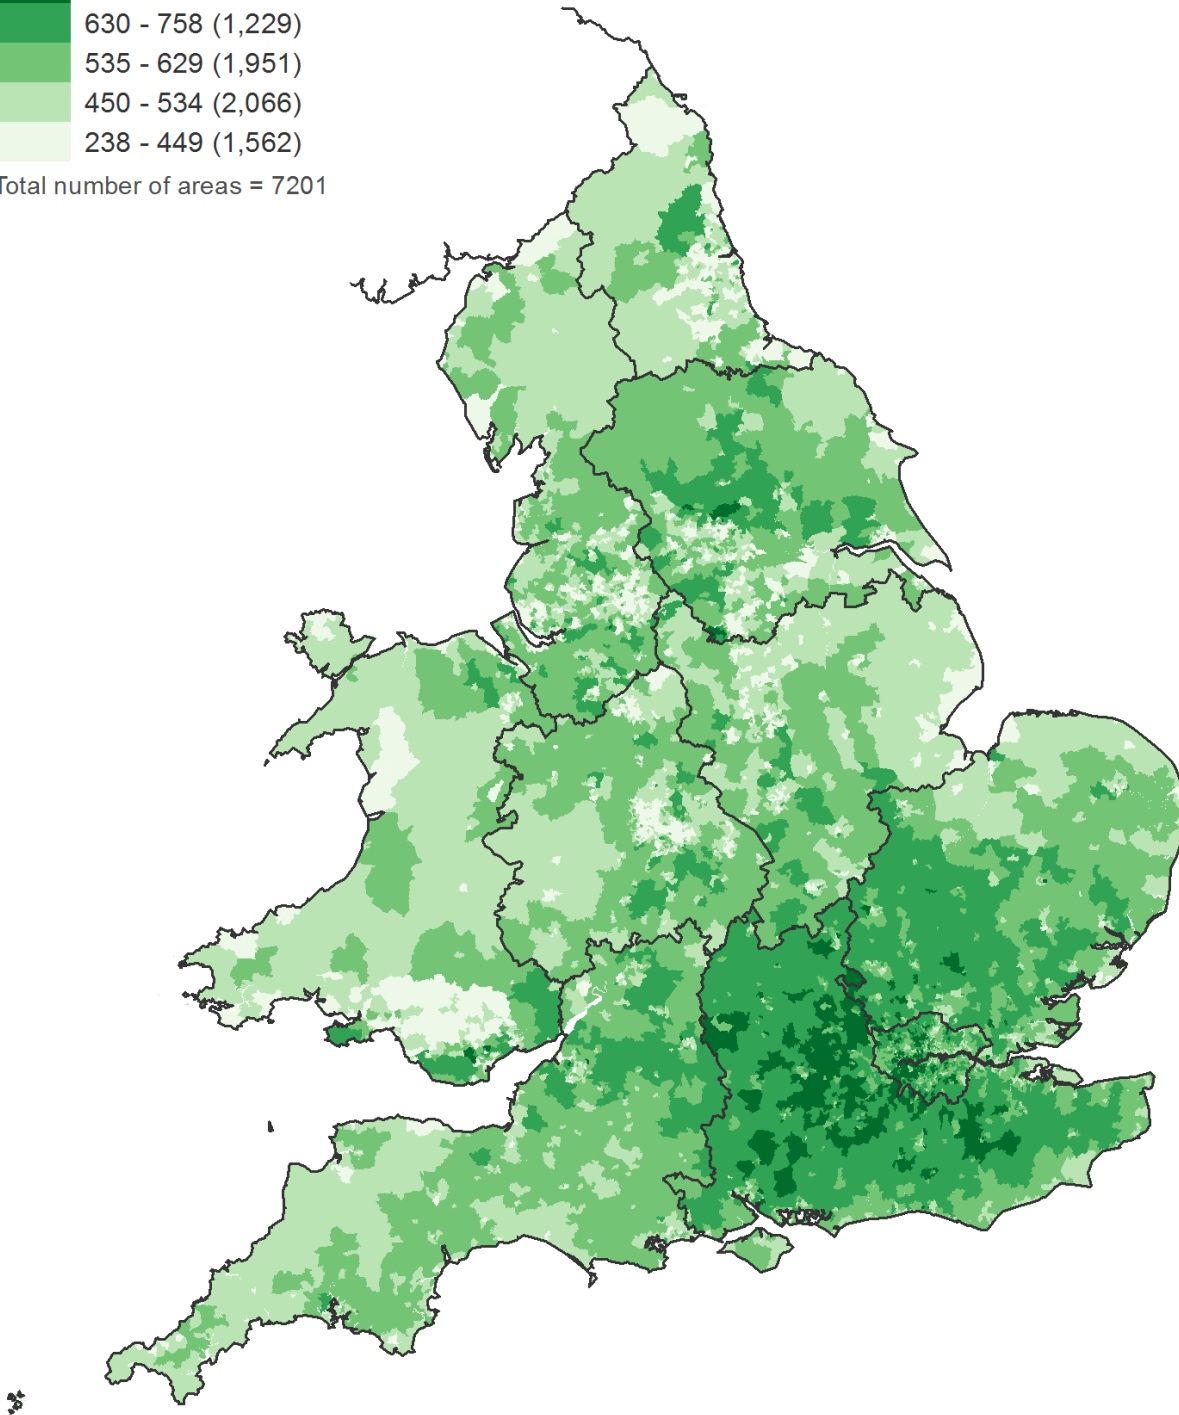 630 - 758 (1,229)
535 - 629 (1,951)
450 - 534 (2,066)
238 - 449 (1,562)
Total number of areas = 7201